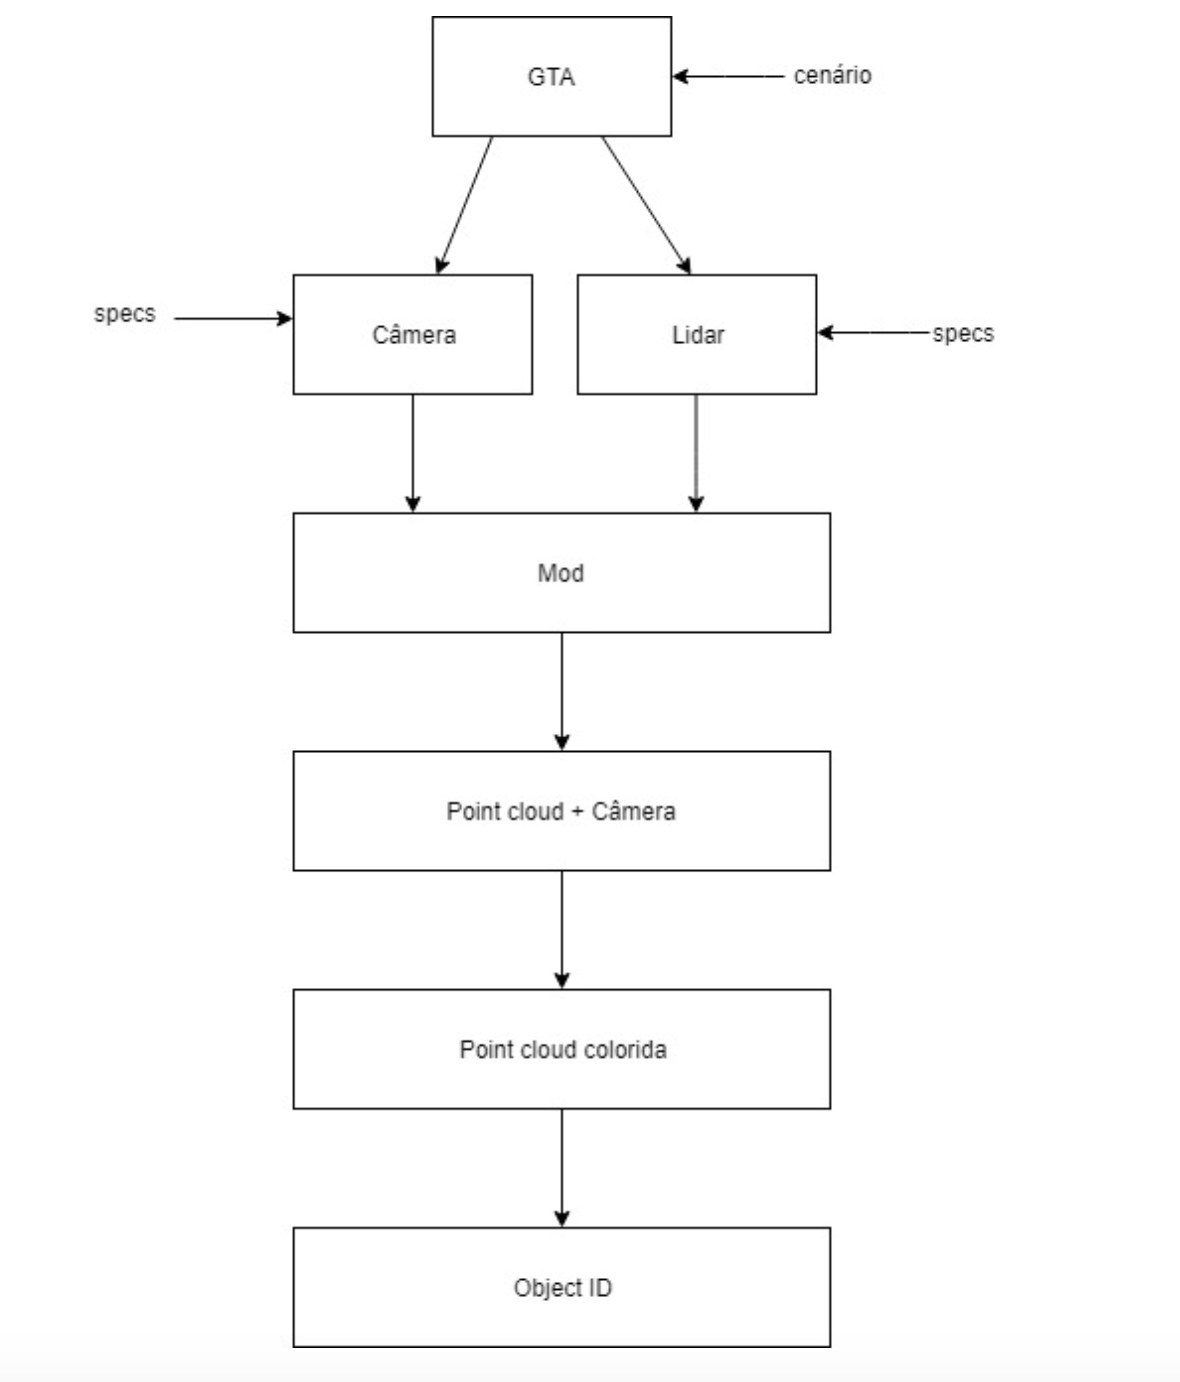 GTA
cenário
specs
Câmera
Lidar
specs
Mod
Point cloud + Câmera
Point cloud colorida
Object ID